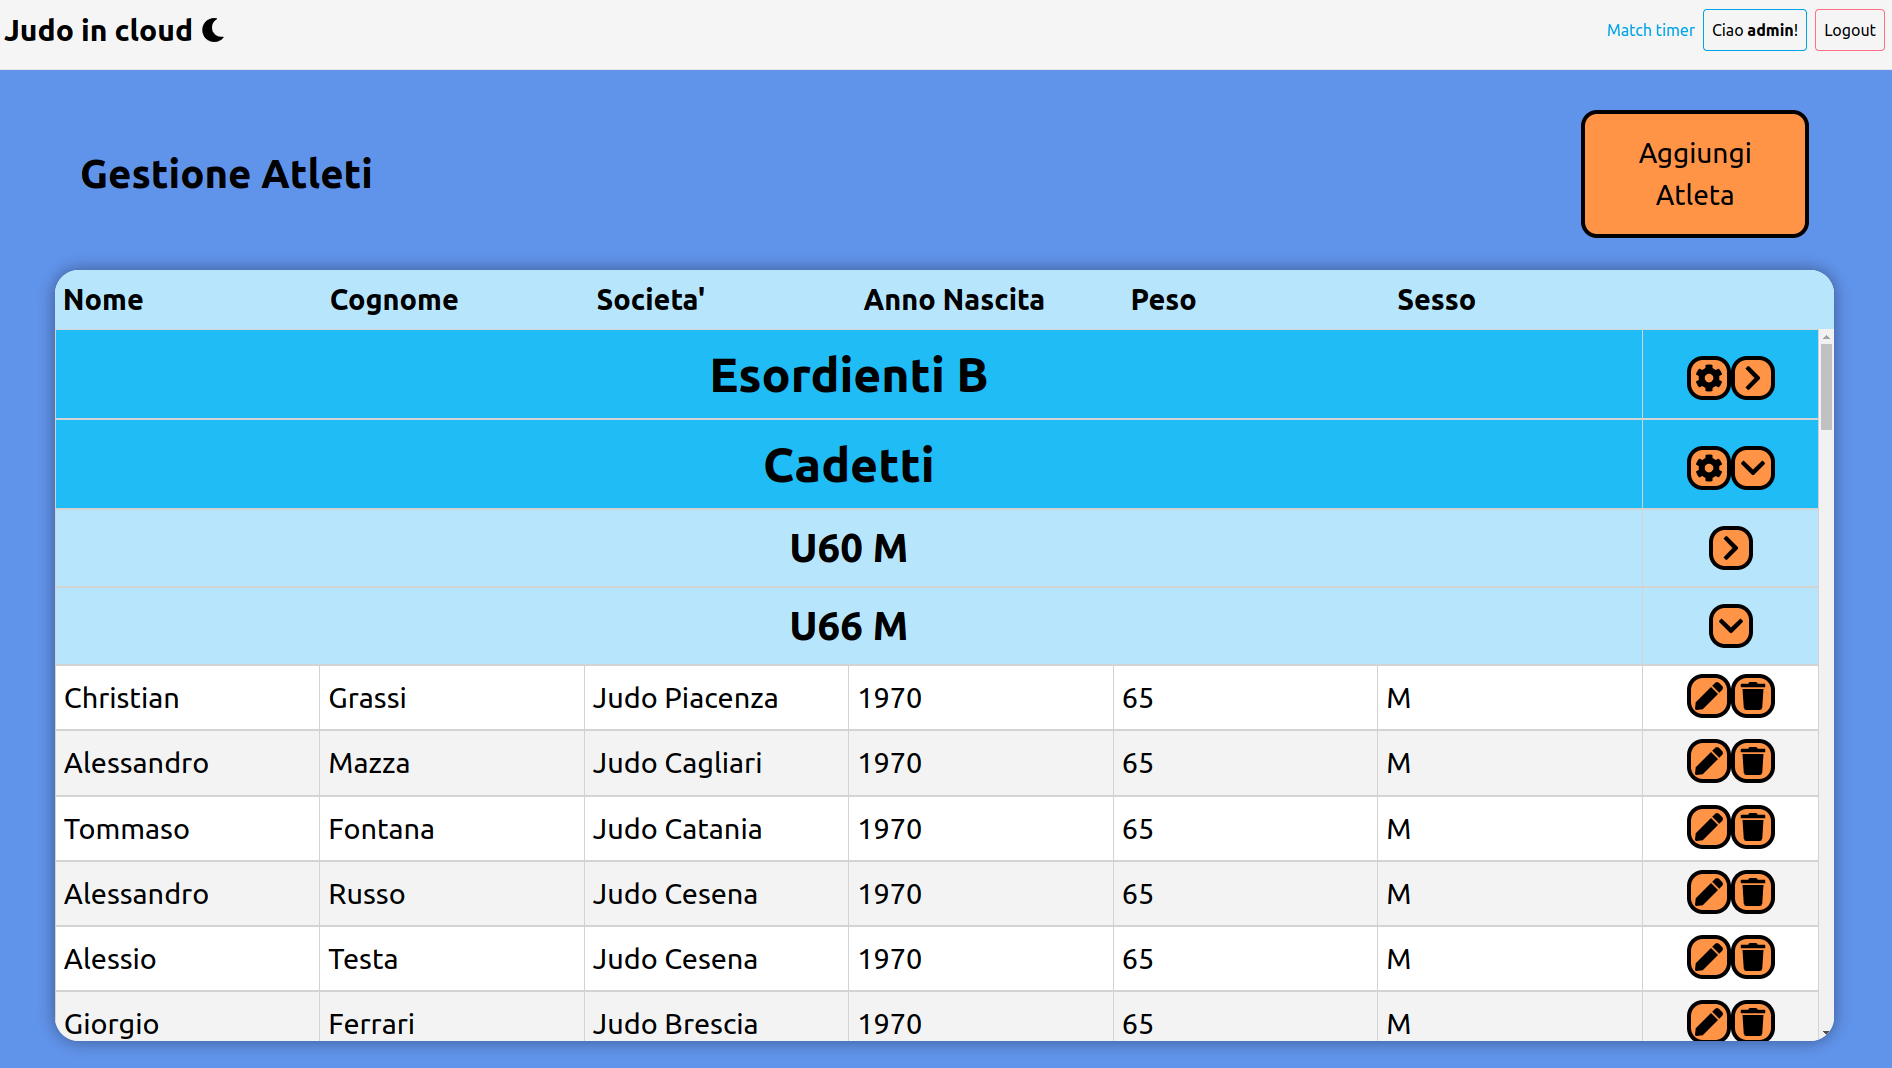 Judo in cloud
Match timer Ciao admin! Logout
Gestione Atleti
Aggiungi
Atleta
Nome Cognome Societa' Anno Nascita Peso Sesso
Esordienti B
Cadetti
U60 M
U66 M
Christian Grassi Judo Piacenza 1970 65 M
Alessandro Mazza Judo Cagliari 1970 65 M
Tommaso Fontana Judo Catania 1970 65 M
Alessandro Russo Judo Cesena 1970 65 M
Alessio Testa Judo Cesena 1970 65 M
Giorgio Ferrari Judo Brescia 1970 65 M